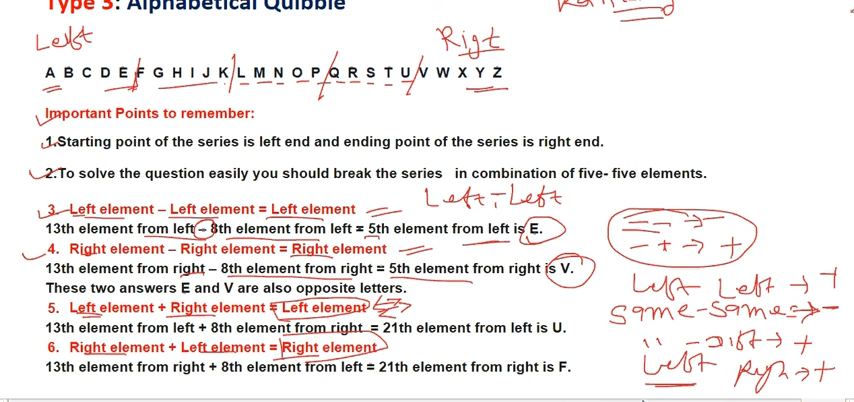 Type 3: Alphabetical Quibble
Left
Rigt
A B C D E F G H I J K L M N O P Q R S T U V W X Y Z
Important Points to remember:
1.Starting point of the series is left end and ending point of the series is right end.
2.To solve the question easily you should break the series in combination of five- five elements.
3. Left element – Left element = Left element
Left - Left
13th element from left – 8th element from left = 5th element from left is E.
4. Right element – Right element = Right element
- + → +
13th element from right – 8th element from right = 5th element from right is V.
These two answers E and V are also opposite letters.
Left Left → +
5. Left element + Right element = Left element
Same - Same → -
13th element from left + 8th element from right = 21th element from left is U.
6. Right element + Left element = Right element
Left
13th element from right + 8th element from left = 21th element from right is F.